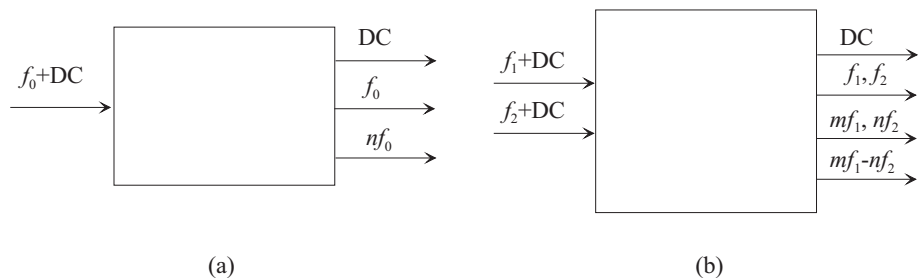 f₀+DC
DC
f₀
nf₀
(a)
f₁+DC
f₂+DC
DC
f₁, f₂
mf₁, nf₂
mf₁-nf₂
(b)